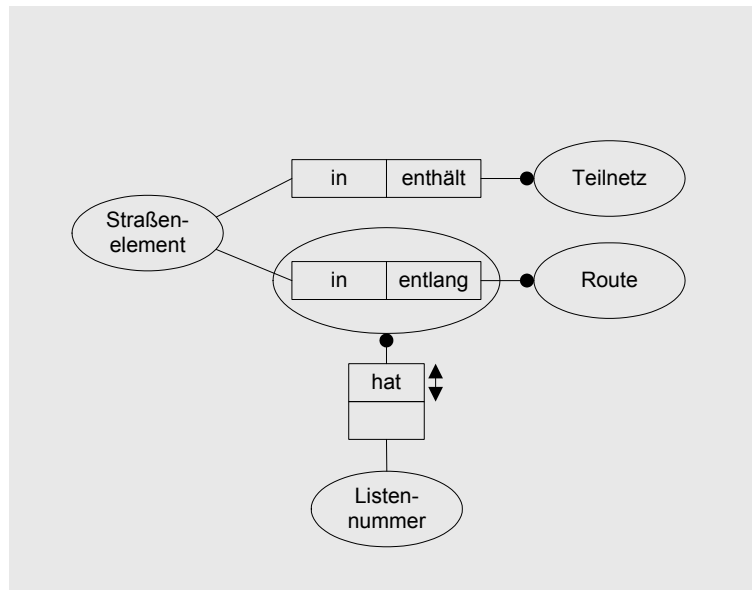 in enthält Teilnetz
Straßen-
element
in entlang Route
hat
Listen-
nummer